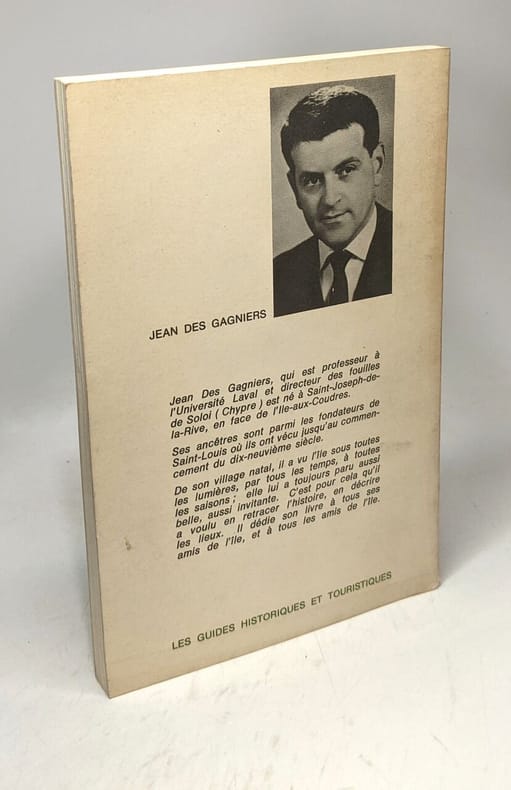 JEAN DES GAGNIERS
Jean Des Gagniers, qui est professeur à
l'Université Laval et directeur des fouilles
de Soloi ( Chypre ) est né à Saint-Joseph-de-
la-Rive, en face de l'Ile-aux-Coudres.
Ses ancêtres sont parmi les fondateurs de
Saint-Louis où ils ont vécu jusqu'au commen-
cement du dix-neuvième siècle.
De son village natal, il a vu l'île sous toutes
les lumières, par tous les temps, à toutes
les saisons ; elle lui a toujours paru aussi
belle, aussi invitante. C'est pour cela qu'il
a voulu en retracer l'histoire, en décrire
les lieux. Il dédie son livre à tous ses
amis de l'île, et à tous les amis de l'île.
LES GUIDES HISTORIQUES ET TOURISTIQUES